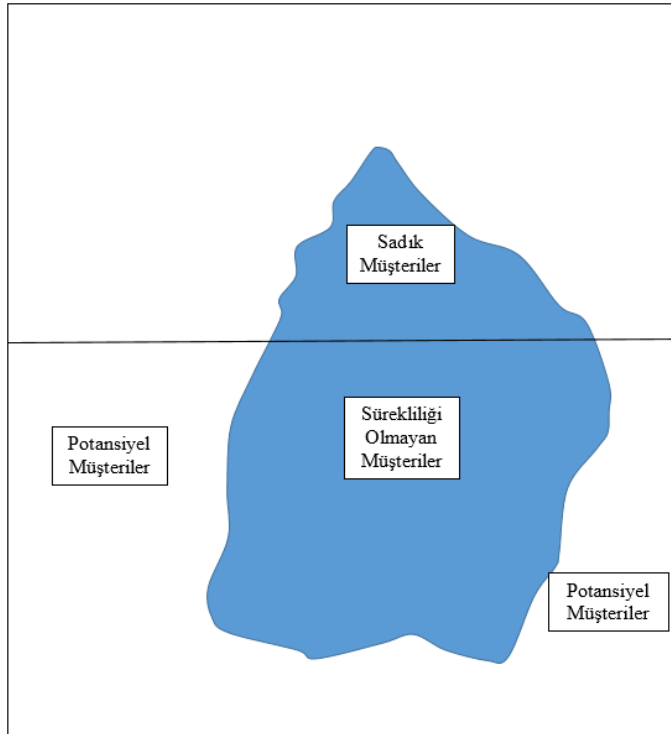 Sadık
Müşteriler
Sürekliliği
Olmayan
Müşteriler
Potansiyel
Müşteriler
Potansiyel
Müşteriler